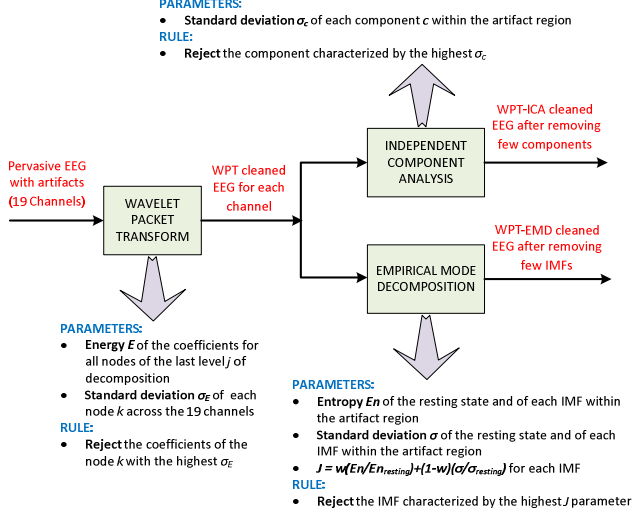 PARAMETERS:
• Standard deviation σc of each component c within the artifact region
RULE:
• Reject the component characterized by the highest σc
Pervasive EEG
with artifacts
(19 Channels)
WAVELET
PACKET
TRANSFORM
WPT cleaned
EEG for each
channel
INDEPENDENT
COMPONENT
ANALYSIS
WPT-ICA cleaned
EEG after removing
few components
EMPIRICAL MODE
DECOMPOSITION
WPT-EMD cleaned
EEG after removing
few IMFs
PARAMETERS:
• Energy E of the coefficients for
all nodes of the last level j of
decomposition
• Standard deviation σE of each
node k across the 19 channels
RULE:
• Reject the coefficients of the
node k with the highest σE
PARAMETERS:
• Entropy En of the resting state and of each IMF within
the artifact region
• Standard deviation σ of the resting state and of each
IMF within the artifact region
• J = w(En/Enresting)+(1-w)(σ/σresting) for each IMF
RULE:
• Reject the IMF characterized by the highest J parameter